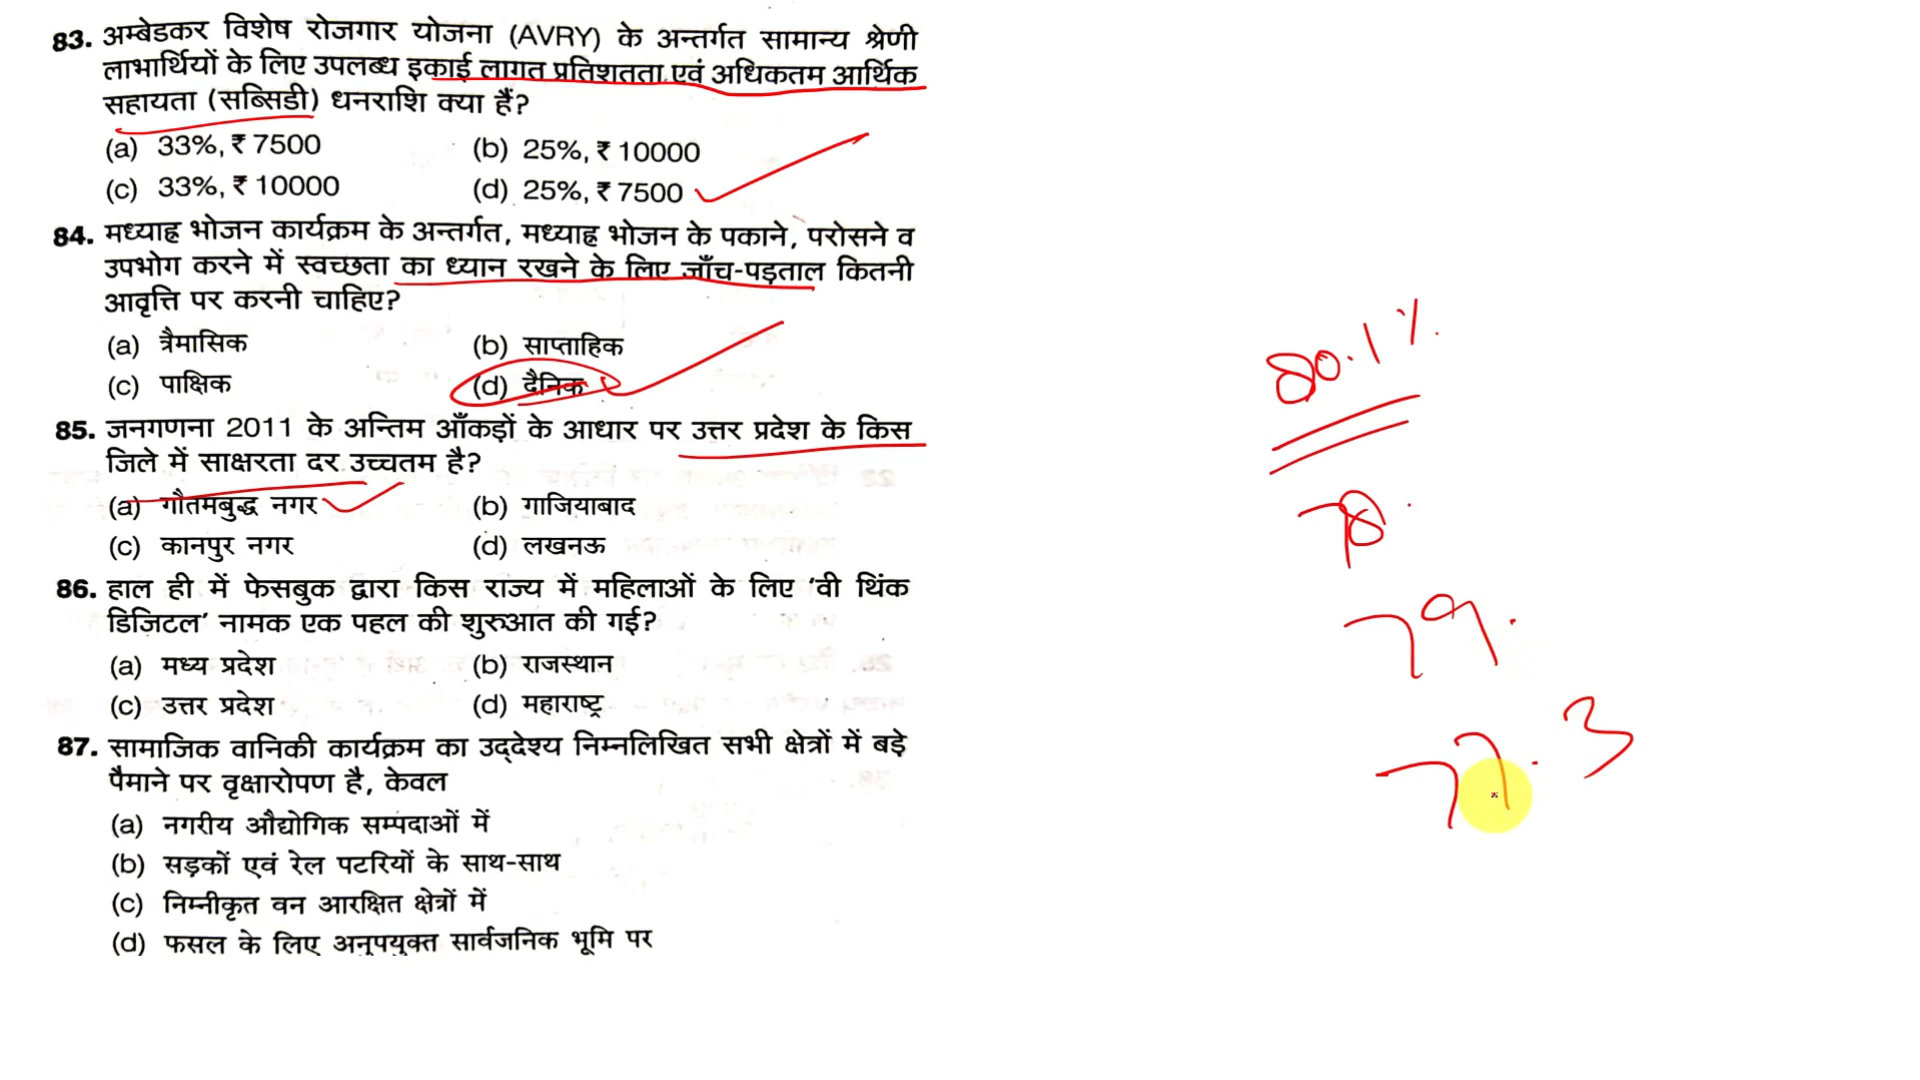 83. अम्बेडकर विशेष रोजगार योजना (AVRY) के अन्तर्गत सामान्य श्रेणी
लाभार्थियों के लिए उपलब्ध इकाई लागत प्रतिशतता एवं अधिकतम आर्थिक
सहायता (सब्सिडी) धनराशि क्या हैं?
(a) 33%, ₹ 7500 (b) 25%, ₹ 10000
(c) 33%, ₹ 10000 (d) 25%, ₹ 7500
84. मध्याह्न भोजन कार्यक्रम के अन्तर्गत, मध्याह्न भोजन के पकाने, परोसने व
उपभोग करने में स्वच्छता का ध्यान रखने के लिए जाँच-पड़ताल कितनी
आवृत्ति पर करनी चाहिए?
(a) त्रैमासिक (b) साप्ताहिक
(c) पाक्षिक (d) दैनिक
85. जनगणना 2011 के अन्तिम आँकड़ों के आधार पर उत्तर प्रदेश के किस
जिले में साक्षरता दर उच्चतम है?
(a) गौतमबुद्ध नगर (b) गाजियाबाद
(c) कानपुर नगर (d) लखनऊ
86. हाल ही में फेसबुक द्वारा किस राज्य में महिलाओं के लिए 'वी थिंक
डिजिटल' नामक एक पहल की शुरुआत की गई?
(a) मध्य प्रदेश (b) राजस्थान
(c) उत्तर प्रदेश (d) महाराष्ट्र
87. सामाजिक वानिकी कार्यक्रम का उद्देश्य निम्नलिखित सभी क्षेत्रों में बड़े
पैमाने पर वृक्षारोपण है, केवल
(a) नगरीय औद्योगिक सम्पदाओं में
(b) सड़कों एवं रेल पटरियों के साथ-साथ
(c) निम्नीकृत वन आरक्षित क्षेत्रों में
(d) फसल के लिए अनुपयुक्त सार्वजनिक भूमि पर
80.1%.
78.
79.
77.3